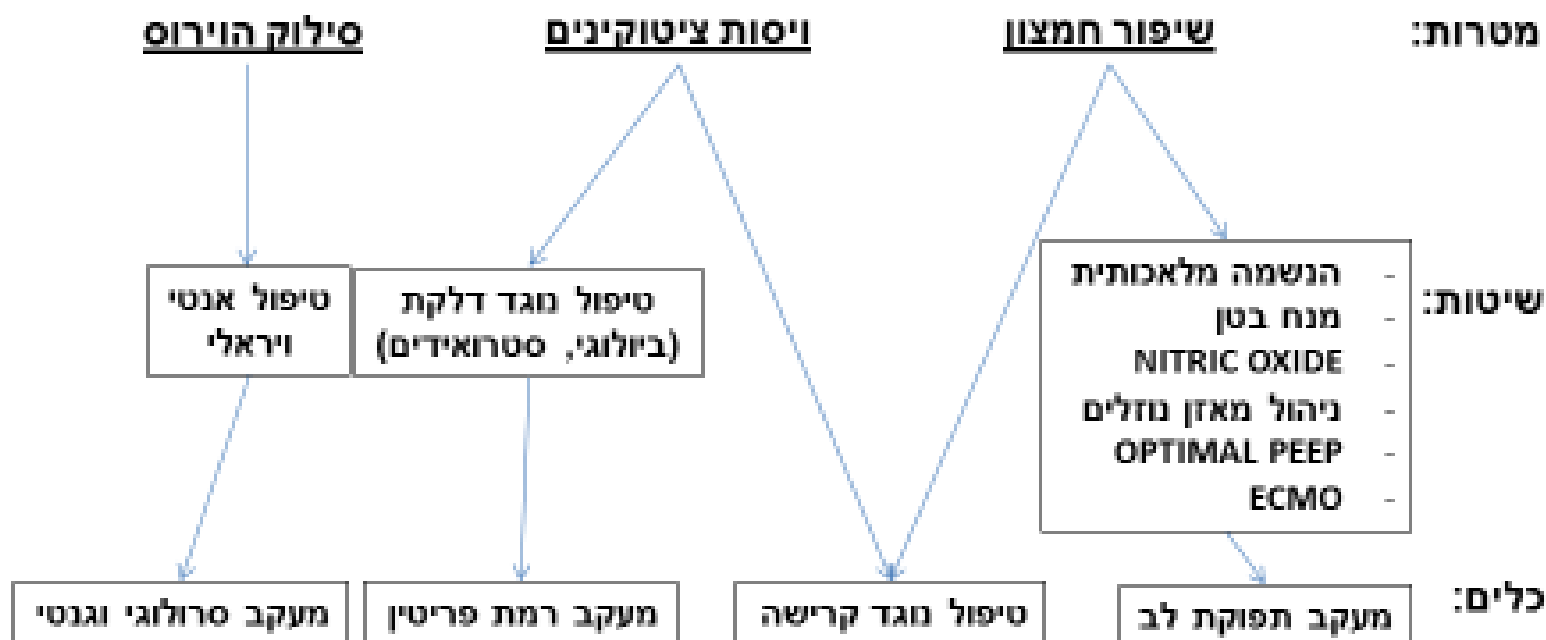 מטרות:
שיפור חמצון
ויסות ציטוקינים
סילוק הוירוס
שיטות:
- הנשמה מלאכותית
- מנח בטן
- NITRIC OXIDE
- ניהול מאזן נוזלים
- OPTIMAL PEEP
- ECMO
טיפול נוגד דלקת
(ביולוגי, סטרואידים)
טיפול אנטי
ויראלי
כלים:
מעקב תפוקת לב
טיפול נוגד קרישה
מעקב רמת פריטין
מעקב סרולוגי וגנטי